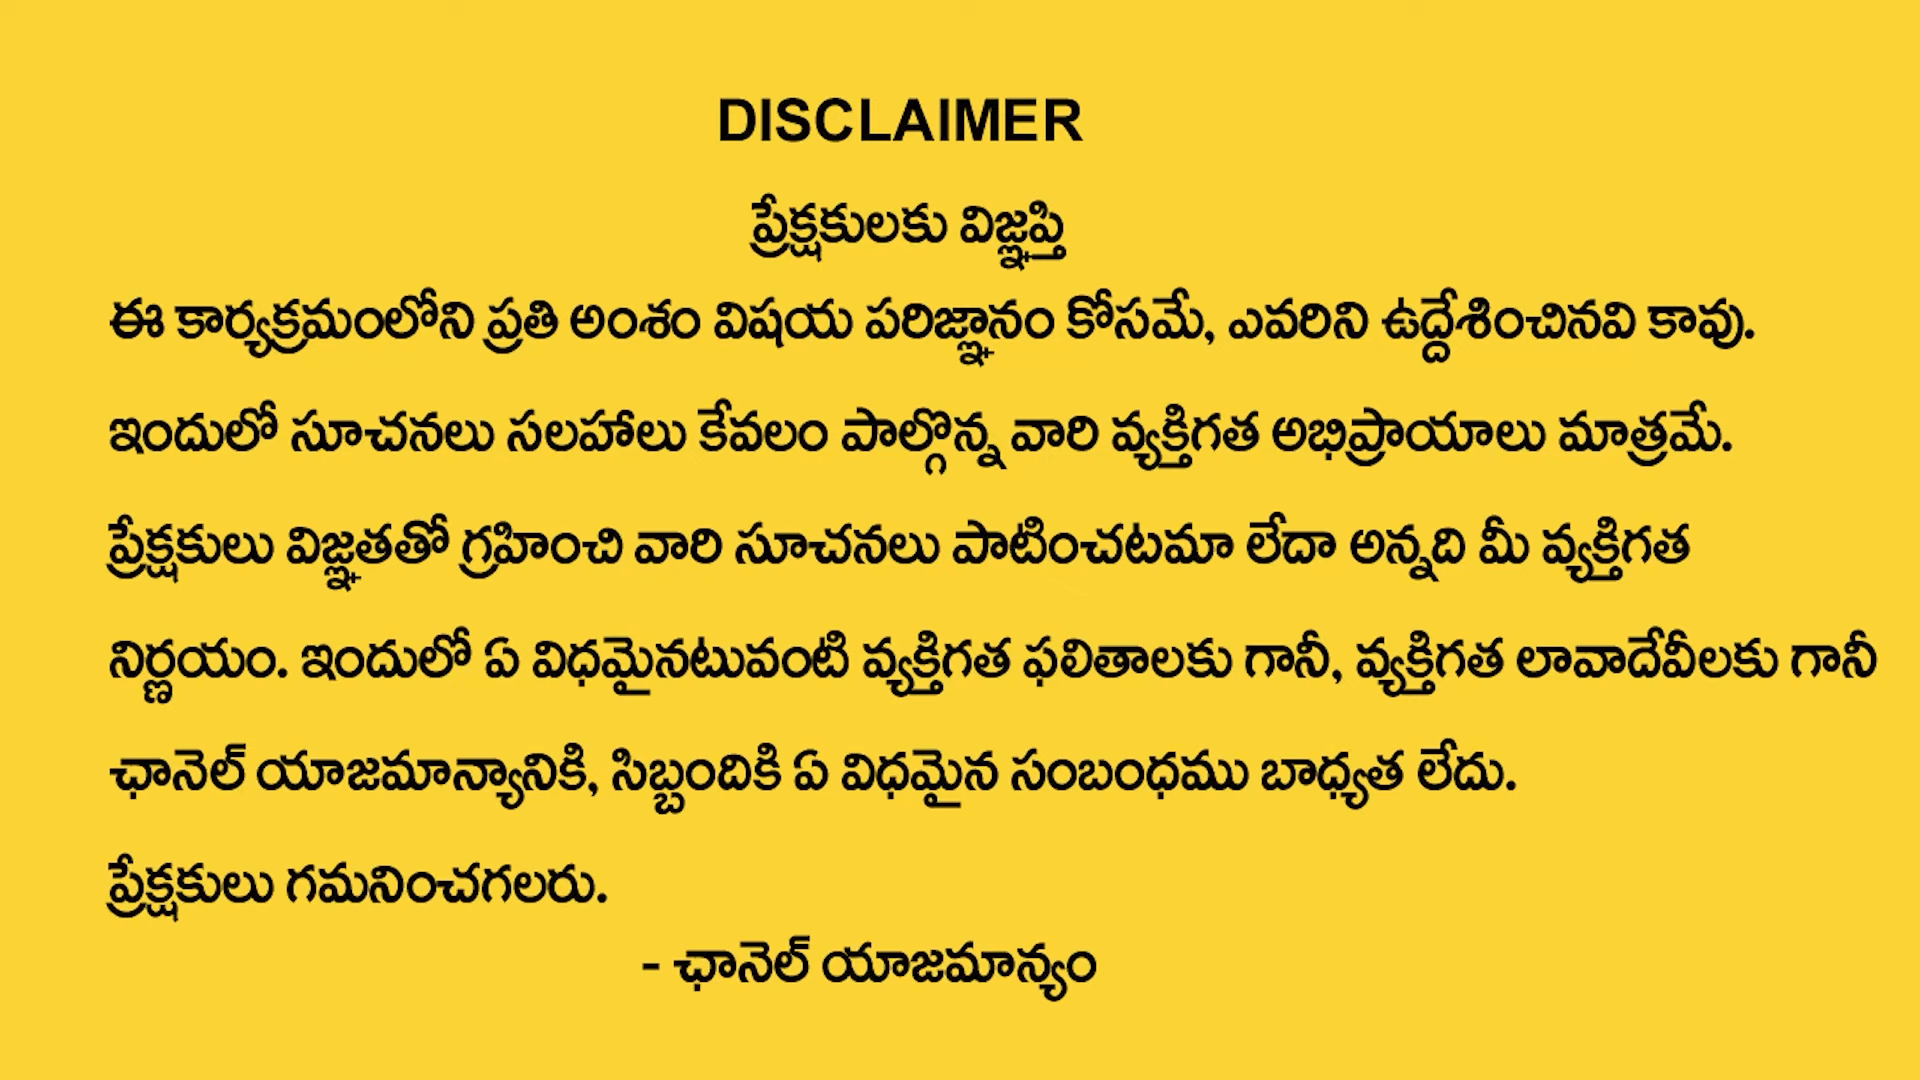 DISCLAIMER
ప్రేక్షకులకు విజ్ఞప్తి
ఈ కార్యక్రమంలోని ప్రతి అంశం విషయ పరిజ్ఞానం కోసమే, ఎవరిని ఉద్దేశించినవి కావు.
ఇందులో సూచనలు సలహాలు కేవలం పాల్గొన్న వారి వ్యక్తిగత అభిప్రాయాలు మాత్రమే.
ప్రేక్షకులు విజ్ఞతతో గ్రహించి వారి సూచనలు పాటించటమా లేదా అన్నది మీ వ్యక్తిగత
నిర్ణయం. ఇందులో ఏ విధమైనటువంటి వ్యక్తిగత ఫలితాలకు గానీ, వ్యక్తిగత లావాదేవీలకు గానీ
ఛానెల్ యాజమాన్యానికి, సిబ్బందికి ఏ విధమైన సంబంధము బాధ్యత లేదు.
ప్రేక్షకులు గమనించగలరు.
- ఛానెల్ యాజమాన్యం